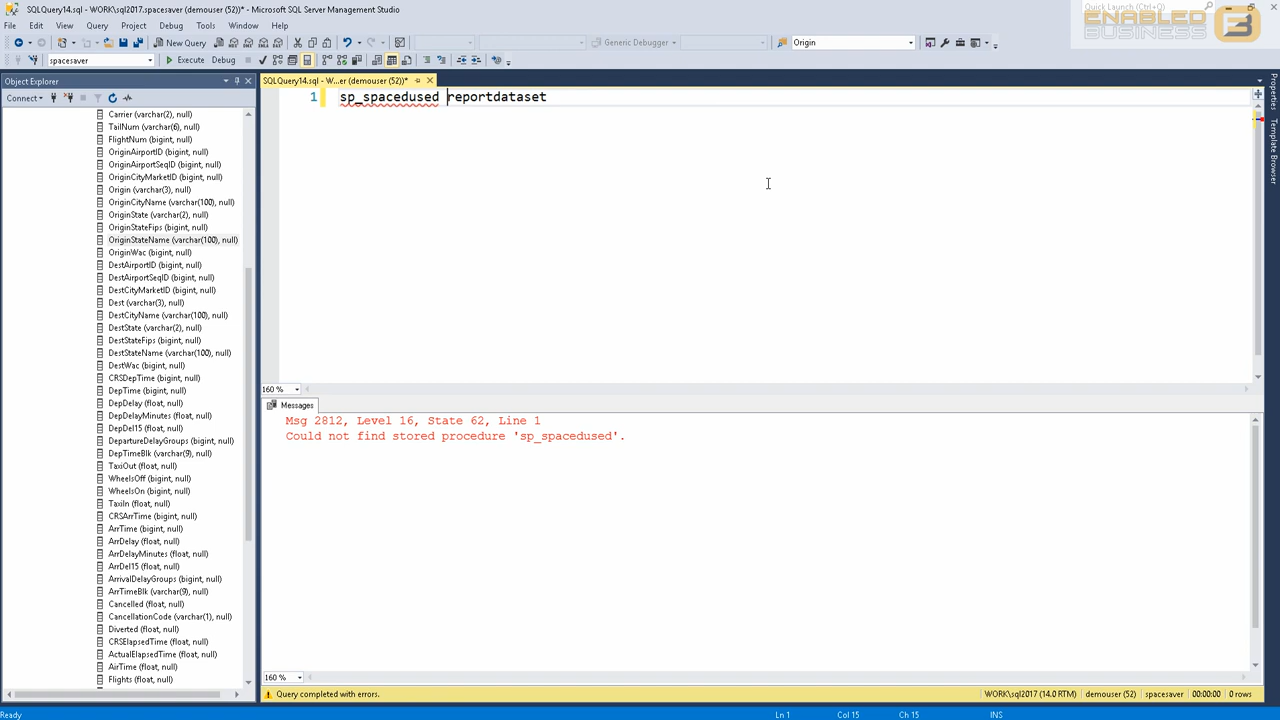 SQLQuery14.sql - WORK\sql2017.spacesaver (demouser (52))* - Microsoft SQL Server Management Studio
Quick Launch (Ctrl+Q)
ENABLED
BUSINESS
File Edit View Query Project Debug Tools Window Help
New Query
Generic Debugger
Origin
spacesaver
Execute Debug
Object Explorer
SQLQuery14.sql - W...er (demouser (52))*
Connect
1 sp_spacedused reportdataset
Carrier (varchar(2), null)
TailNum (varchar(6), null)
FlightNum (bigint, null)
OriginAirportID (bigint, null)
OriginAirportSeqID (bigint, null)
OriginCityMarketID (bigint, null)
Origin (varchar(3), null)
OriginCityName (varchar(100), null)
OriginState (varchar(2), null)
OriginStateFips (bigint, null)
OriginStateName (varchar(100), null)
OriginWac (bigint, null)
DestAirportID (bigint, null)
DestAirportSeqID (bigint, null)
DestCityMarketID (bigint, null)
Dest (varchar(3), null)
DestCityName (varchar(100), null)
DestState (varchar(2), null)
DestStateFips (bigint, null)
DestStateName (varchar(100), null)
DestWac (bigint, null)
CRSDepTime (bigint, null)
DepTime (bigint, null)
DepDelay (float, null)
DepDelayMinutes (float, null)
DepDel15 (float, null)
DepartureDelayGroups (bigint, null)
DepTimeBlk (varchar(9), null)
TaxiOut (float, null)
WheelsOff (bigint, null)
WheelsOn (bigint, null)
TaxiIn (float, null)
CRSArrTime (bigint, null)
ArrTime (bigint, null)
ArrDelay (float, null)
ArrDelayMinutes (float, null)
ArrDel15 (float, null)
ArrivalDelayGroups (bigint, null)
ArrTimeBlk (varchar(9), null)
Cancelled (float, null)
CancellationCode (varchar(1), null)
Diverted (float, null)
CRSElapsedTime (float, null)
ActualElapsedTime (float, null)
AirTime (float, null)
Flights (float, null)
160 %
Messages
Msg 2812, Level 16, State 62, Line 1
Could not find stored procedure 'sp_spacedused'.
160 %
Query completed with errors.
WORK\sql2017 (14.0 RTM) demouser (52) spacesaver 00:00:00 0 rows
Ready
Ln 1 Col 15 Ch 15 INS
Properties
Template Browser